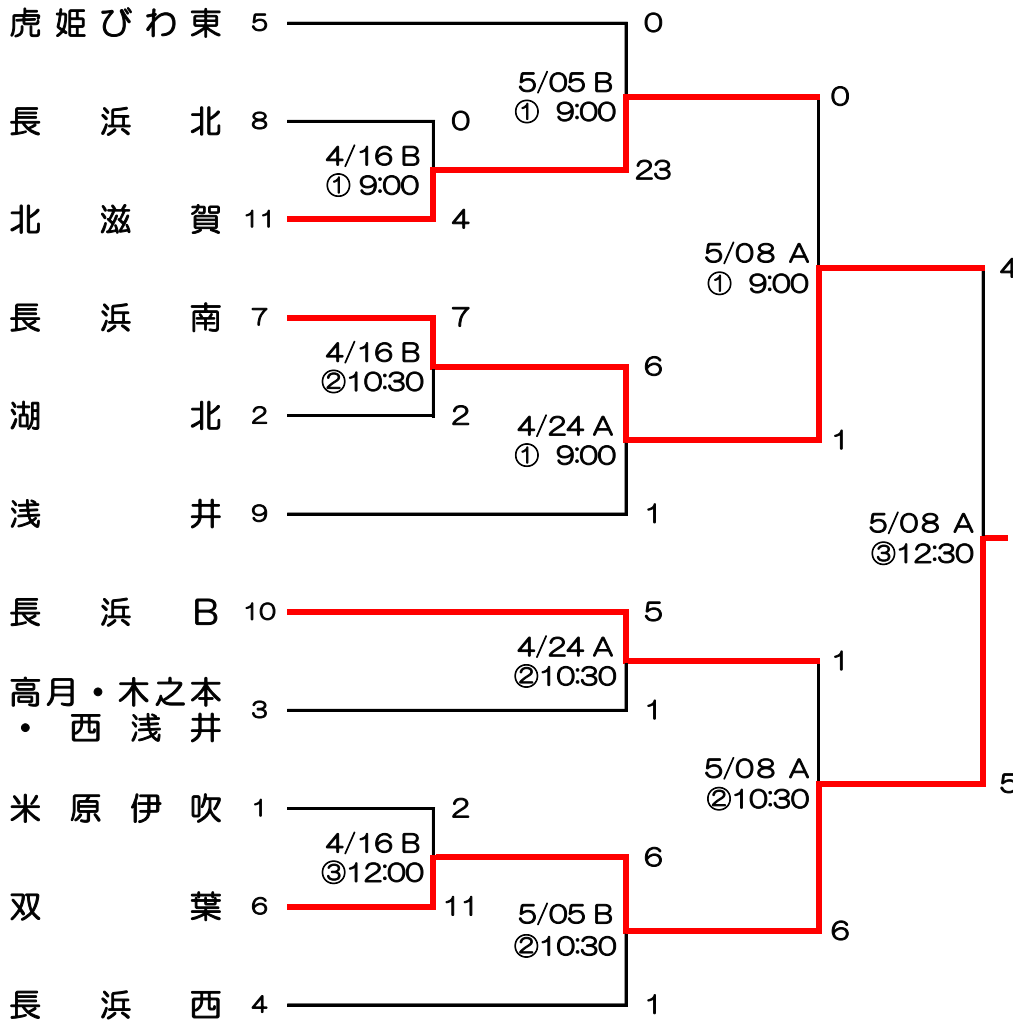 虎姫びわ東 5 0
5/05 B
① 9:00
0
長浜北 8 0
4/16 B
① 9:00
23
北滋賀 11 4
5/08 A
① 9:00
4
長浜南 7 7
4/16 B
②10:30
6
湖北 2 2
4/24 A
① 9:00
1
浅井 9 1
5/08 A
③12:30
長浜B 10 5
4/24 A
②10:30
1
高月・木之本
・西浅井
3 1
5/08 A
②10:30
5
米原伊吹 1 2
4/16 B
③12:00
6
双葉 6 11
5/05 B
②10:30
6
長浜西 4 1